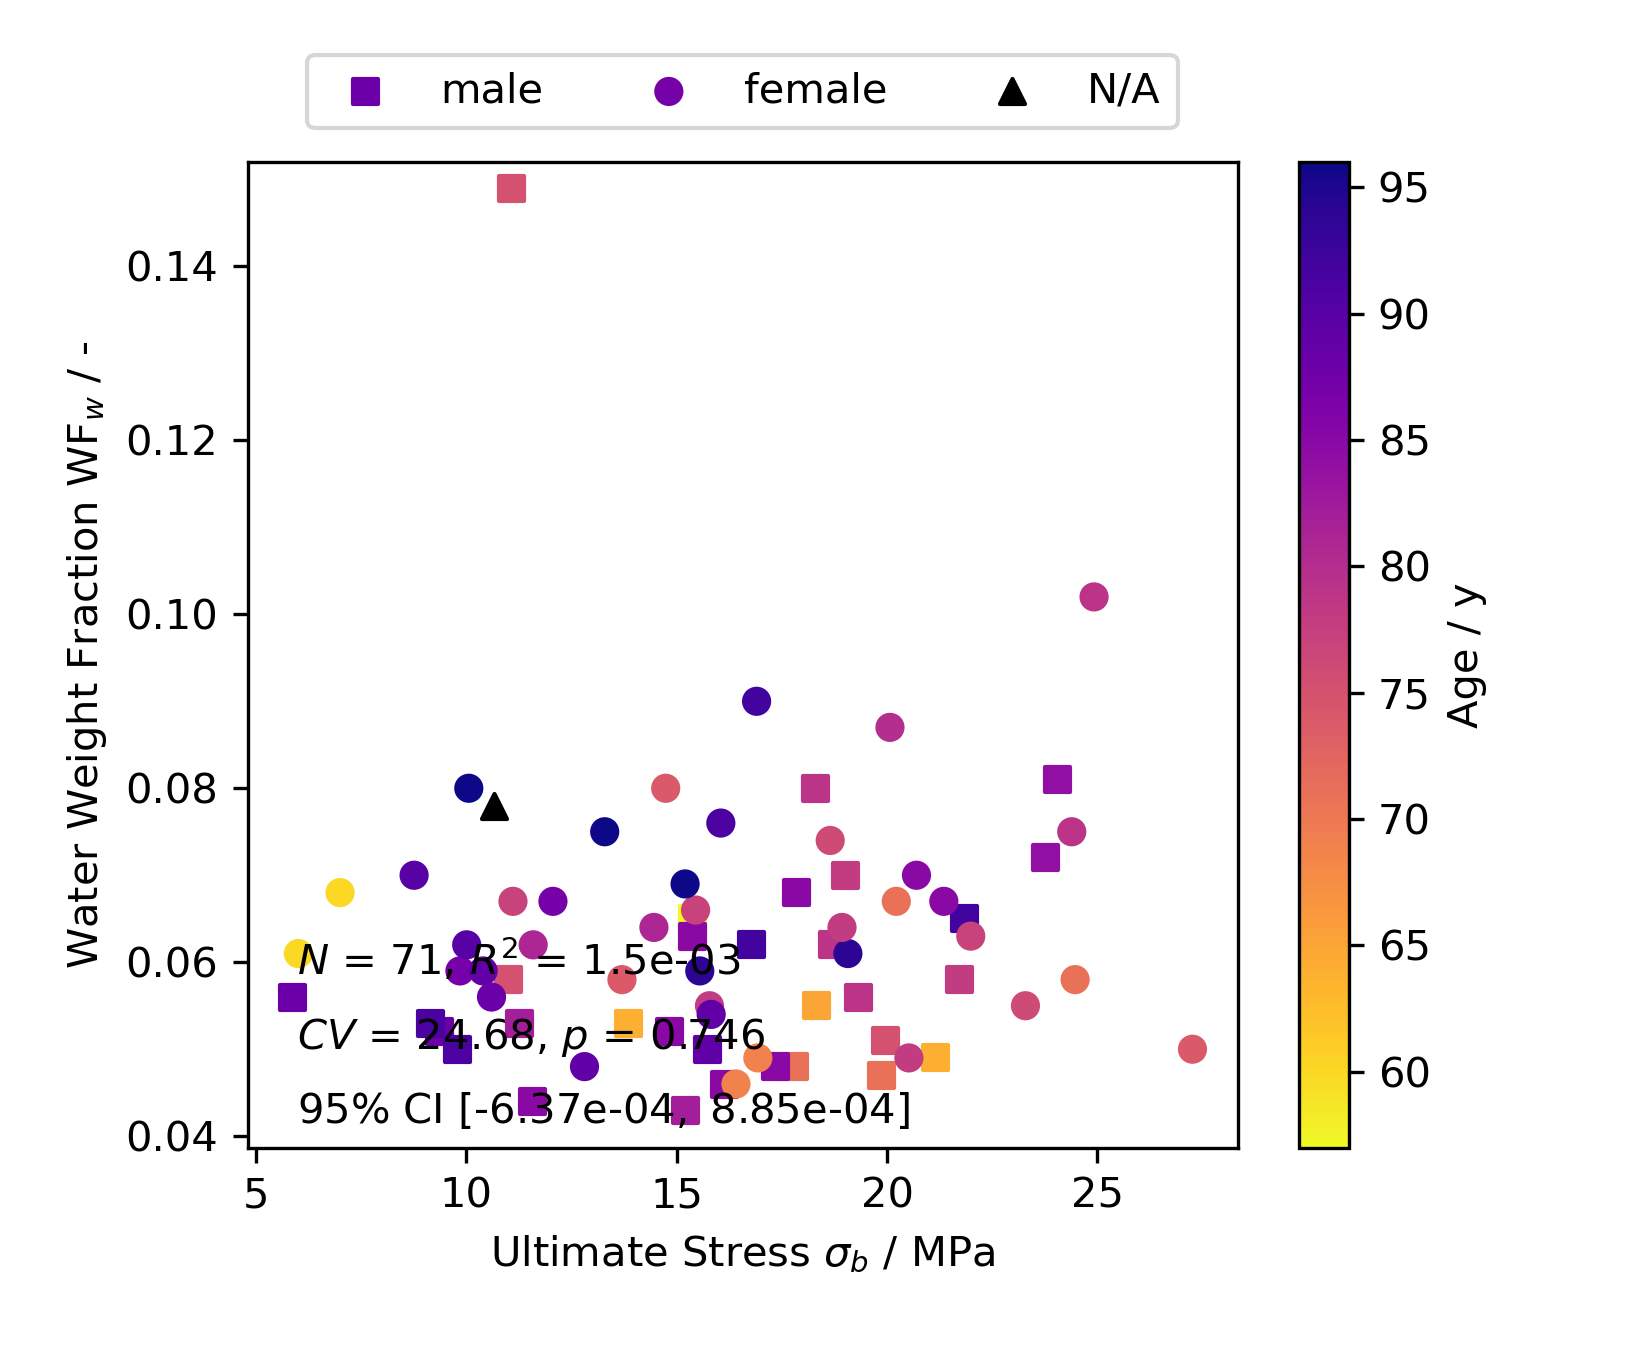 male female N/A
0.14
0.12
0.10
0.08
0.06
0.04
Water Weight Fraction WF_w / -
N = 71, R² = 1.5e-03
CV = 24.68, p = 0.746
95% CI [-6.37e-04, 8.85e-04]
5 10 15 20 25
Ultimate Stress σ_b / MPa
95
90
85
80
75
70
65
60
Age / y